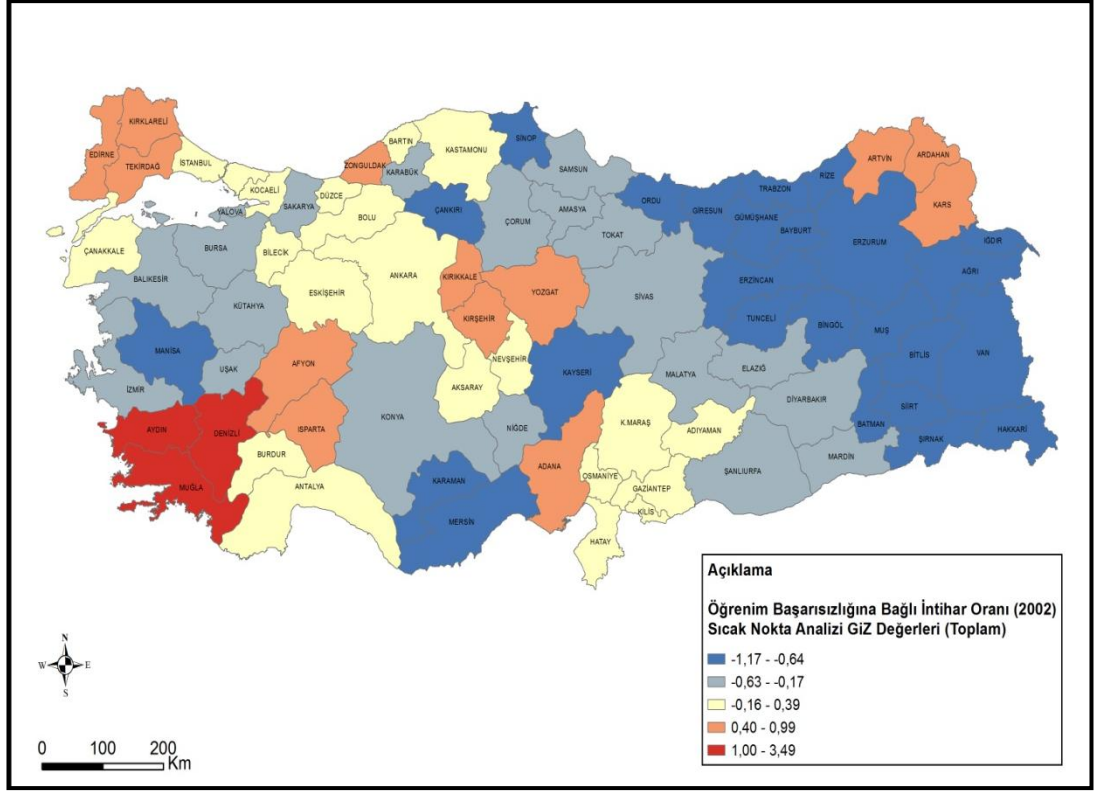 KIRKLARELİ
EDİRNE
TEKİRDAĞ
İSTANBUL
KOCAELİ
YALOVA
SAKARYA
DÜZCE
ZONGULDAK
BARTIN
KARABÜK
KASTAMONU
SİNOP
SAMSUN
ÇANKIRI
BOLU
ÇORUM
AMASYA
TOKAT
ORDU
GİRESUN
TRABZON
RİZE
ARTVİN
ARDAHAN
KARS
GÜMÜŞHANE
BAYBURT
ERZURUM
IĞDIR
AĞRI
ÇANAKKALE
BALIKESİR
BURSA
BİLECİK
ESKİŞEHİR
ANKARA
KIRIKKALE
KIRŞEHİR
YOZGAT
SİVAS
ERZİNCAN
TUNCELİ
BİNGÖL
MUŞ
BİTLİS
VAN
KÜTAHYA
MANİSA
UŞAK
AFYON
İZMİR
AYDIN
DENİZLİ
MUĞLA
ISPARTA
BURDUR
ANTALYA
KONYA
AKSARAY
NEVŞEHİR
KAYSERİ
NİĞDE
KARAMAN
MERSİN
ADANA
K.MARAŞ
OSMANİYE
GAZİANTEP
KİLİS
HATAY
ADIYAMAN
MALATYA
ELAZIĞ
DİYARBAKIR
ŞANLIURFA
MARDİN
BATMAN
SİİRT
ŞIRNAK
HAKKARİ
N
W E
S
0 100 200
Km
Açıklama
Öğrenim Başarısızlığına Bağlı İntihar Oranı (2002)
Sıcak Nokta Analizi GiZ Değerleri (Toplam)
-1,17 - -0,64
-0,63 - -0,17
-0,16 - 0,39
0,40 - 0,99
1,00 - 3,49